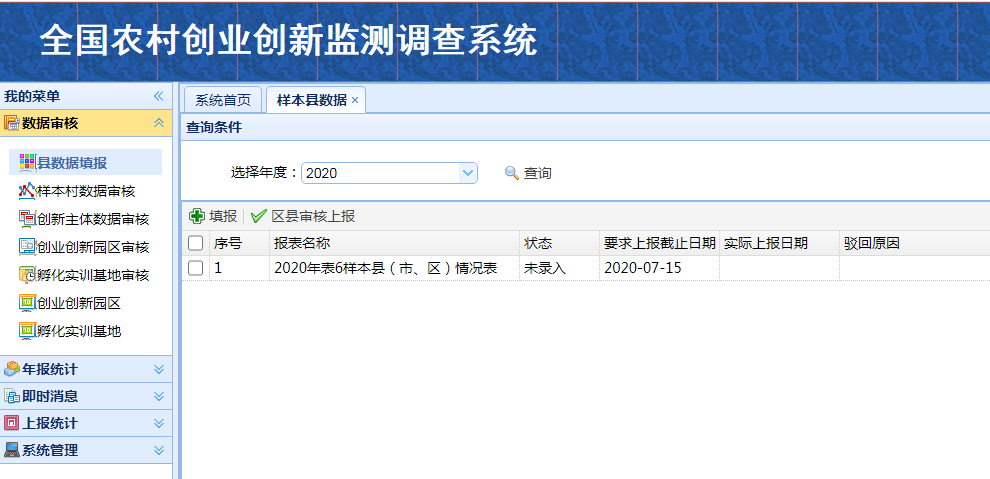 全国农村创业创新监测调查系统
我的菜单
数据审核
县数据填报
样本村数据审核
创新主体数据审核
创业创新园区审核
孵化实训基地审核
创业创新园区
孵化实训基地
年报统计
即时消息
上报统计
系统管理
系统首页 样本县数据 ×
查询条件
选择年度： 2020 查询
填报 区县审核上报
序号 报表名称 状态 要求上报截止日期 实际上报日期 驳回原因
1 2020年表6样本县（市、区）情况表 未录入 2020-07-15